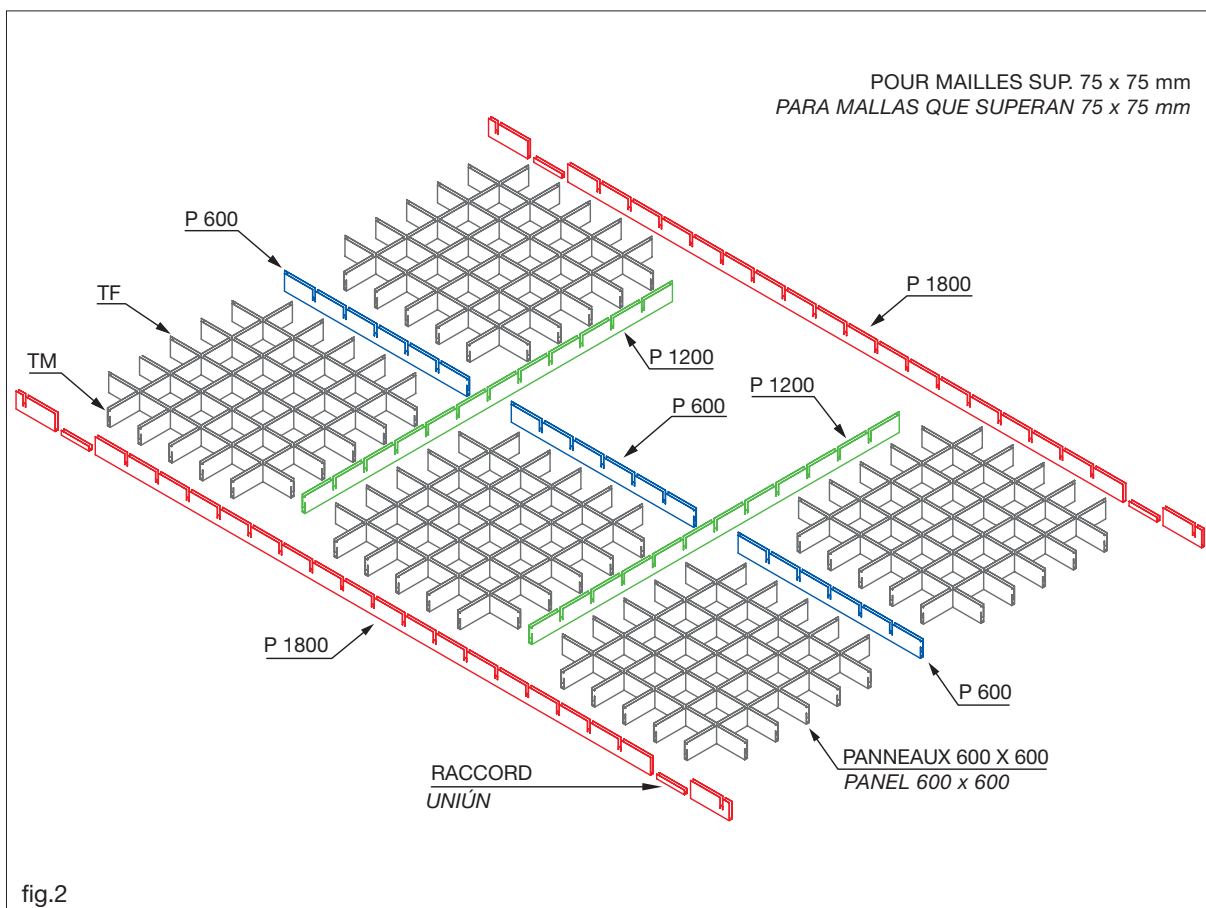 POUR MAILLES SUP. 75 x 75 mm
PARA MALLAS QUE SUPERAN 75 x 75 mm
P 600
TF
TM
P 1800
P 1200
P 1200
P 600
P 1800
P 600
RACCORD
UNIÚN
PANNEAUX 600 X 600
PANEL 600 x 600
fig.2